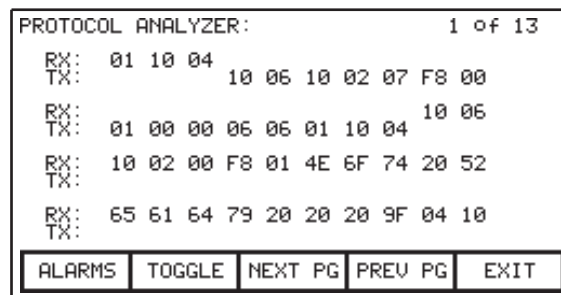 PROTOCOL ANALYZER: 1 of 13
RX: 01 10 04
TX: 10 06 10 02 07 F8 00
RX: 10 06
TX: 01 00 00 06 06 01 10 04
RX: 10 02 00 F8 01 4E 6F 74 20 52
TX:
RX: 65 61 64 79 20 20 20 9F 04 10
TX:
ALARMS TOGGLE NEXT PG PREV PG EXIT